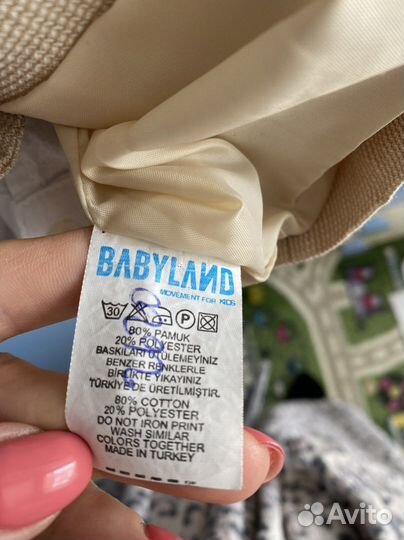 BABYLAND
MOVEMENT FOR KIDS
30 P
80% PAMUK
20% POLYESTER
BASKILARI ÜTÜLEMEYİNİZ
BENZER RENKLERLE
BİRLİKTE YIKAYINIZ
TÜRKİYE'DE ÜRETİLMİŞTİR.
80% COTTON
20% POLYESTER
DO NOT IRON PRINT
WASH SIMILAR
COLORS TOGETHER
MADE IN TURKEY
Avito